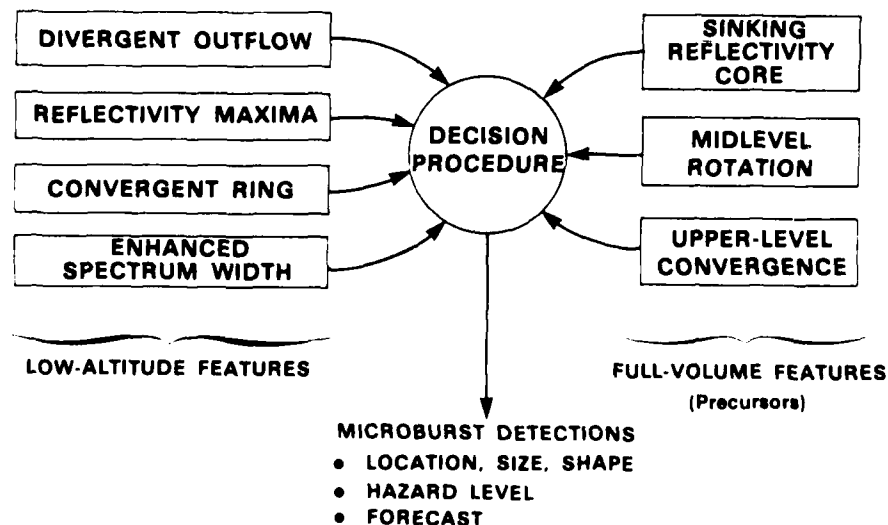 DIVERGENT OUTFLOW
REFLECTIVITY MAXIMA
CONVERGENT RING
ENHANCED
SPECTRUM WIDTH
LOW-ALTITUDE FEATURES
DECISION
PROCEDURE
SINKING
REFLECTIVITY
CORE
MIDLEVEL
ROTATION
UPPER-LEVEL
CONVERGENCE
FULL-VOLUME FEATURES
(Precursors)
MICROBURST DETECTIONS
● LOCATION, SIZE, SHAPE
● HAZARD LEVEL
● FORECAST